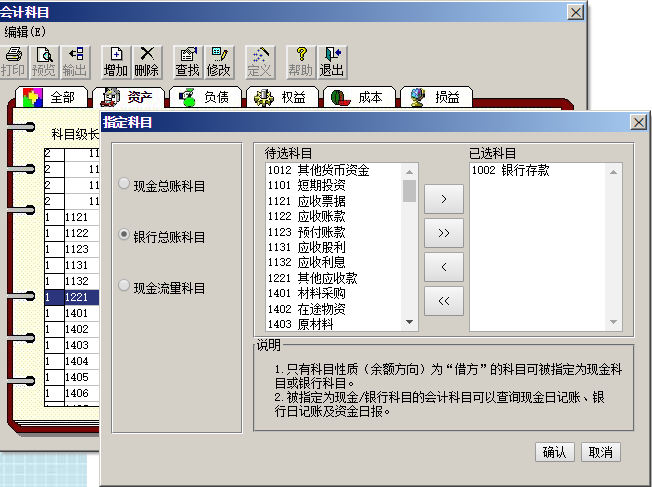 会计科目
编辑(E)
打印 预览 输出 增加 删除 查找 修改 定义 帮助 退出
全部 资产 负债 权益 成本 损益
科目级长
2 11
2 11
2 11
2 11
1 1121
1 1122
1 1123
1 1131
1 1132
1 1221
1 1401
1 1402
1 1403
1 1404
1 1405
1 1406
指定科目
现金总账科目
银行总账科目
现金流量科目
待选科目
1012 其他货币资金
1101 短期投资
1121 应收票据
1122 应收账款
1123 预付账款
1131 应收股利
1132 应收利息
1221 其他应收款
1401 材料采购
1402 在途物资
1403 原材料
>
>>
<
<<
已选科目
1002 银行存款
说明
1.只有科目性质（余额方向）为“借方”的科目可被指定为现金科
目或银行科目。
2.被指定为现金/银行科目的会计科目可以查询现金日记账、银
行日记账及资金日报。
确认 取消